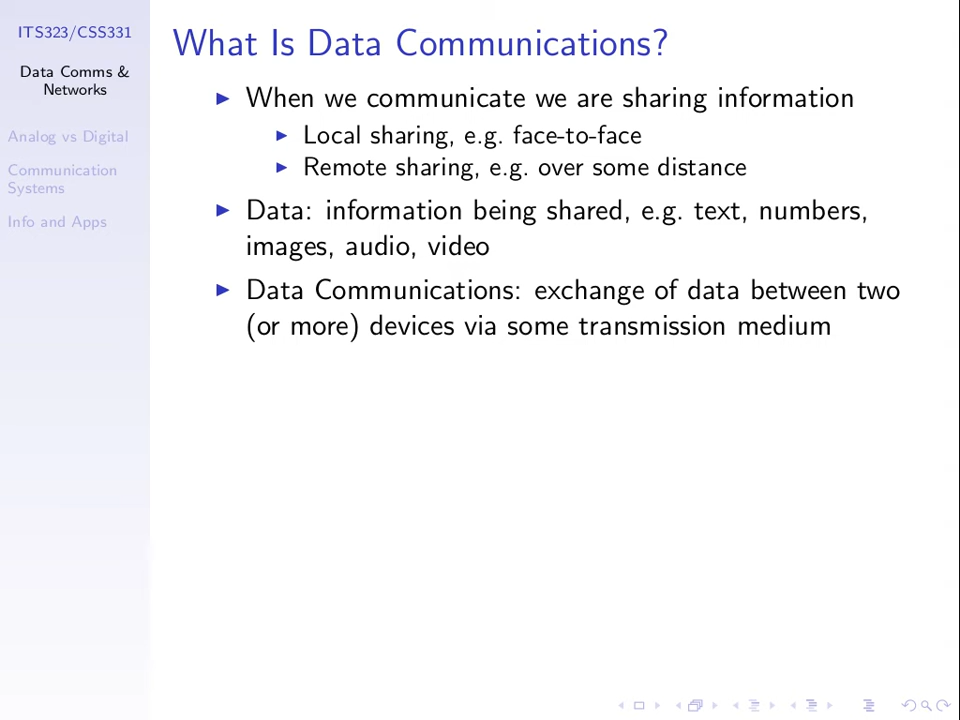 ITS323/CSS331
Data Comms &
Networks
Analog vs Digital
Communication
Systems
Info and Apps
What Is Data Communications?
When we communicate we are sharing information
Local sharing, e.g. face-to-face
Remote sharing, e.g. over some distance
Data: information being shared, e.g. text, numbers,
images, audio, video
Data Communications: exchange of data between two
(or more) devices via some transmission medium